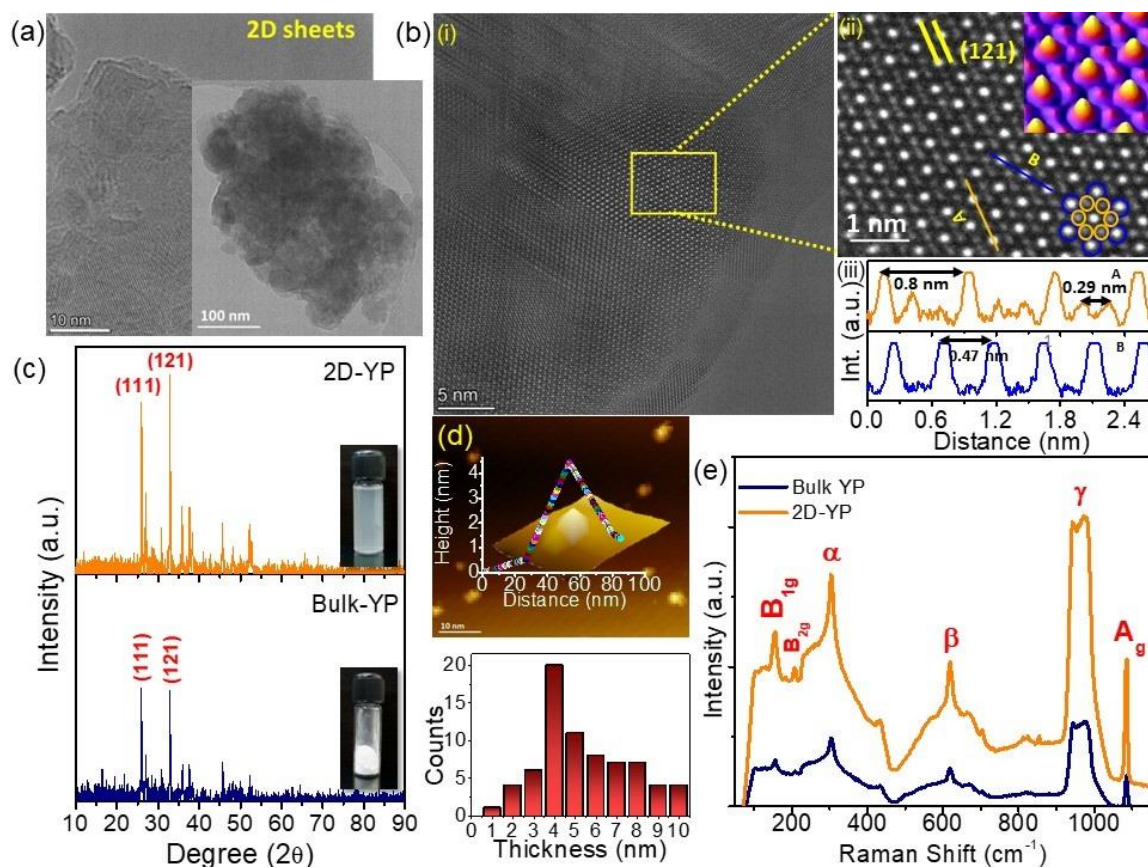 (a)
2D sheets
10 nm
100 nm
(b)
(i)
5 nm
(ii)
(121)
B
A
1 nm
(iii)
Int. (a.u.)
0.8 nm
A
0.29 nm
0.47 nm
B
0.0 0.6 1.2 1.8 2.4
Distance (nm)
(c)
Intensity (a.u.)
(111)
(121)
2D-YP
(111)
(121)
Bulk-YP
10 20 30 40 50 60 70 80 90
Degree (2θ)
(d)
Height (nm)
4
3
2
1
0
0 20 40 60 80 100
Distance (nm)
10 nm
Counts
20
15
10
5
0
0 1 2 3 4 5 6 7 8 9 10
Thickness (nm)
(e)
Intensity (a.u.)
Bulk YP
2D-YP
B1g
B2g
α
β
γ
Ag
200 400 600 800 1000
Raman Shift (cm-1)